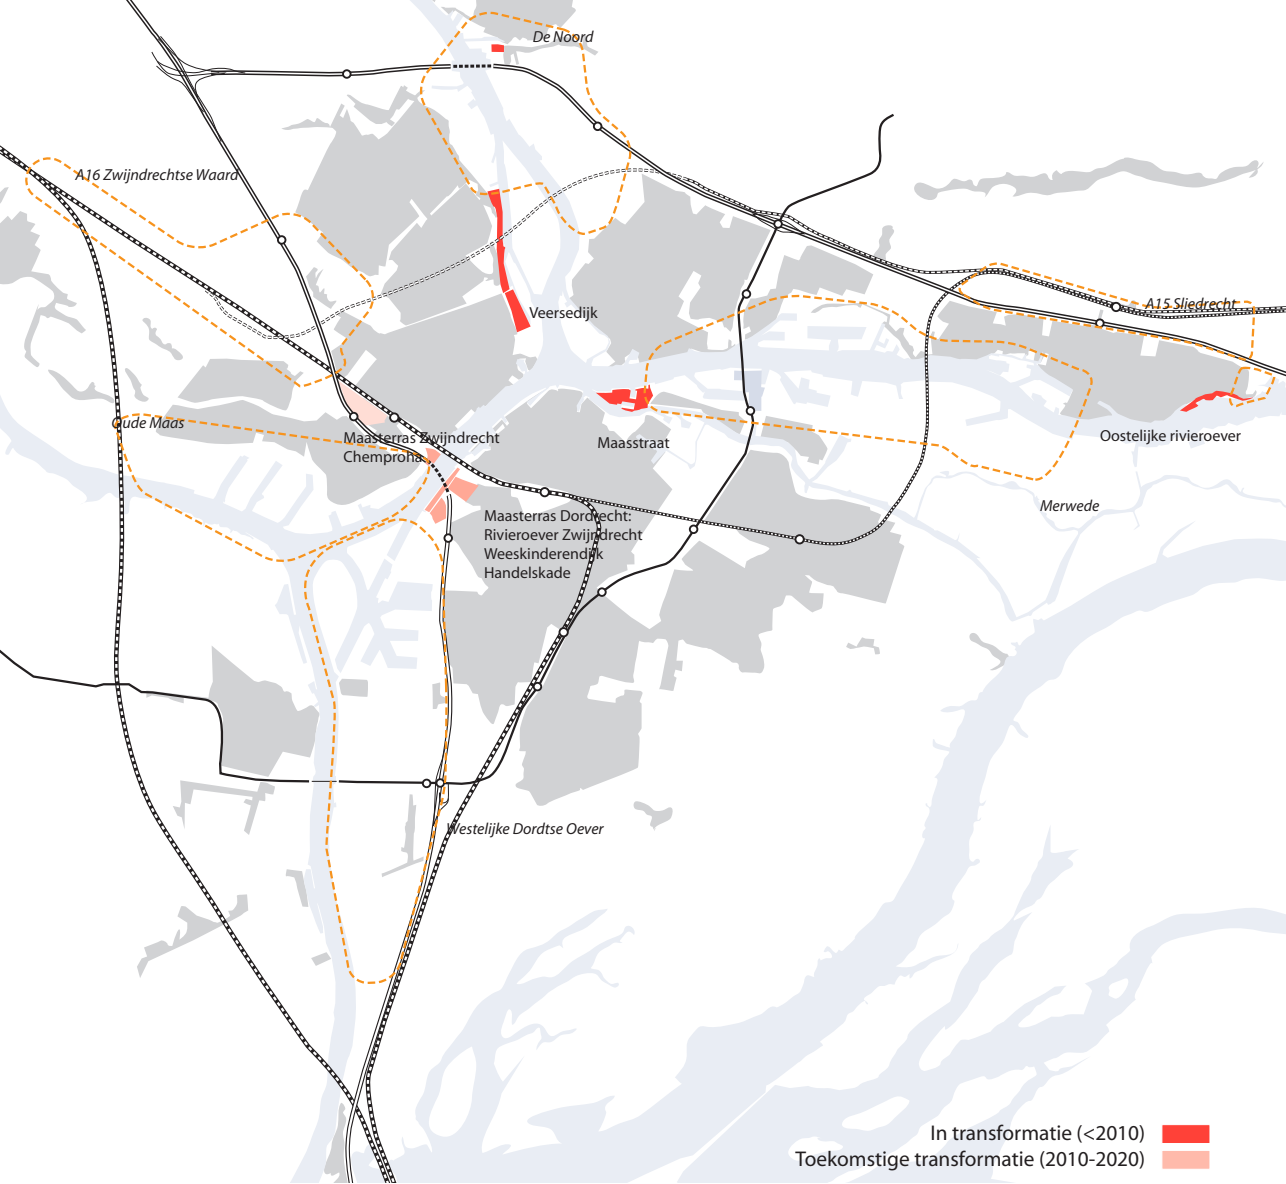 De Noord
A16 Zwijndrechtse Waard
A15 Sliedrecht
Veersedijk
Oude Maas
Maasterras Zwijndrecht
Chemproha
Maasstraat
Oostelijke rivieroever
Merwede
Maasterras Dordrecht:
Rivieroever Zwijndrecht
Weeskinderendijk
Handelskade
Westelijke Dordtse Oever
In transformatie (<2010)
Toekomstige transformatie (2010-2020)